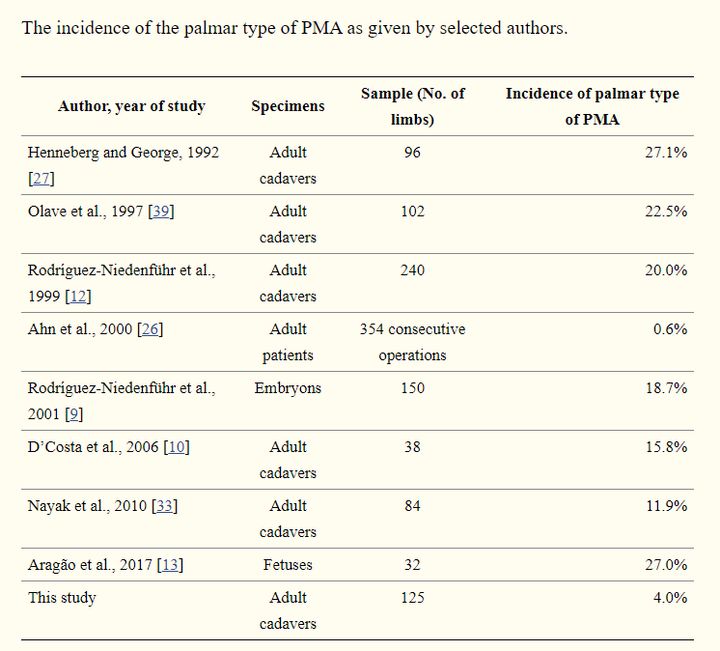 The incidence of the palmar type of PMA as given by selected authors.
Author, year of study Specimens Sample (No. of limbs) Incidence of palmar type of PMA
Henneberg and George, 1992 [27] Adult cadavers 96 27.1%
Olave et al., 1997 [39] Adult cadavers 102 22.5%
Rodríguez-Niedenführ et al., 1999 [12] Adult cadavers 240 20.0%
Ahn et al., 2000 [26] Adult patients 354 consecutive operations 0.6%
Rodríguez-Niedenführ et al., 2001 [9] Embryons 150 18.7%
D’Costa et al., 2006 [10] Adult cadavers 38 15.8%
Nayak et al., 2010 [33] Adult cadavers 84 11.9%
Aragão et al., 2017 [13] Fetuses 32 27.0%
This study Adult cadavers 125 4.0%